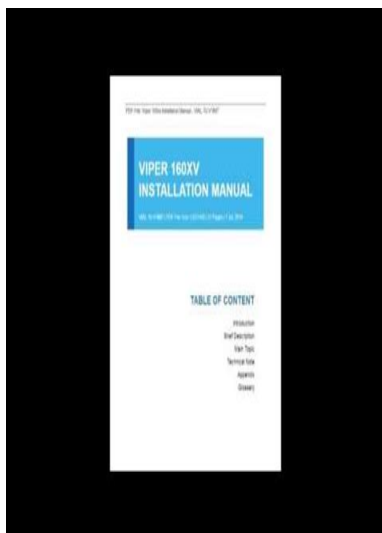 VIPER 160XV
INSTALLATION MANUAL
TABLE OF CONTENT
Introduction
Brief Description
Main Topic
Technical Note
Appendix
Glossary